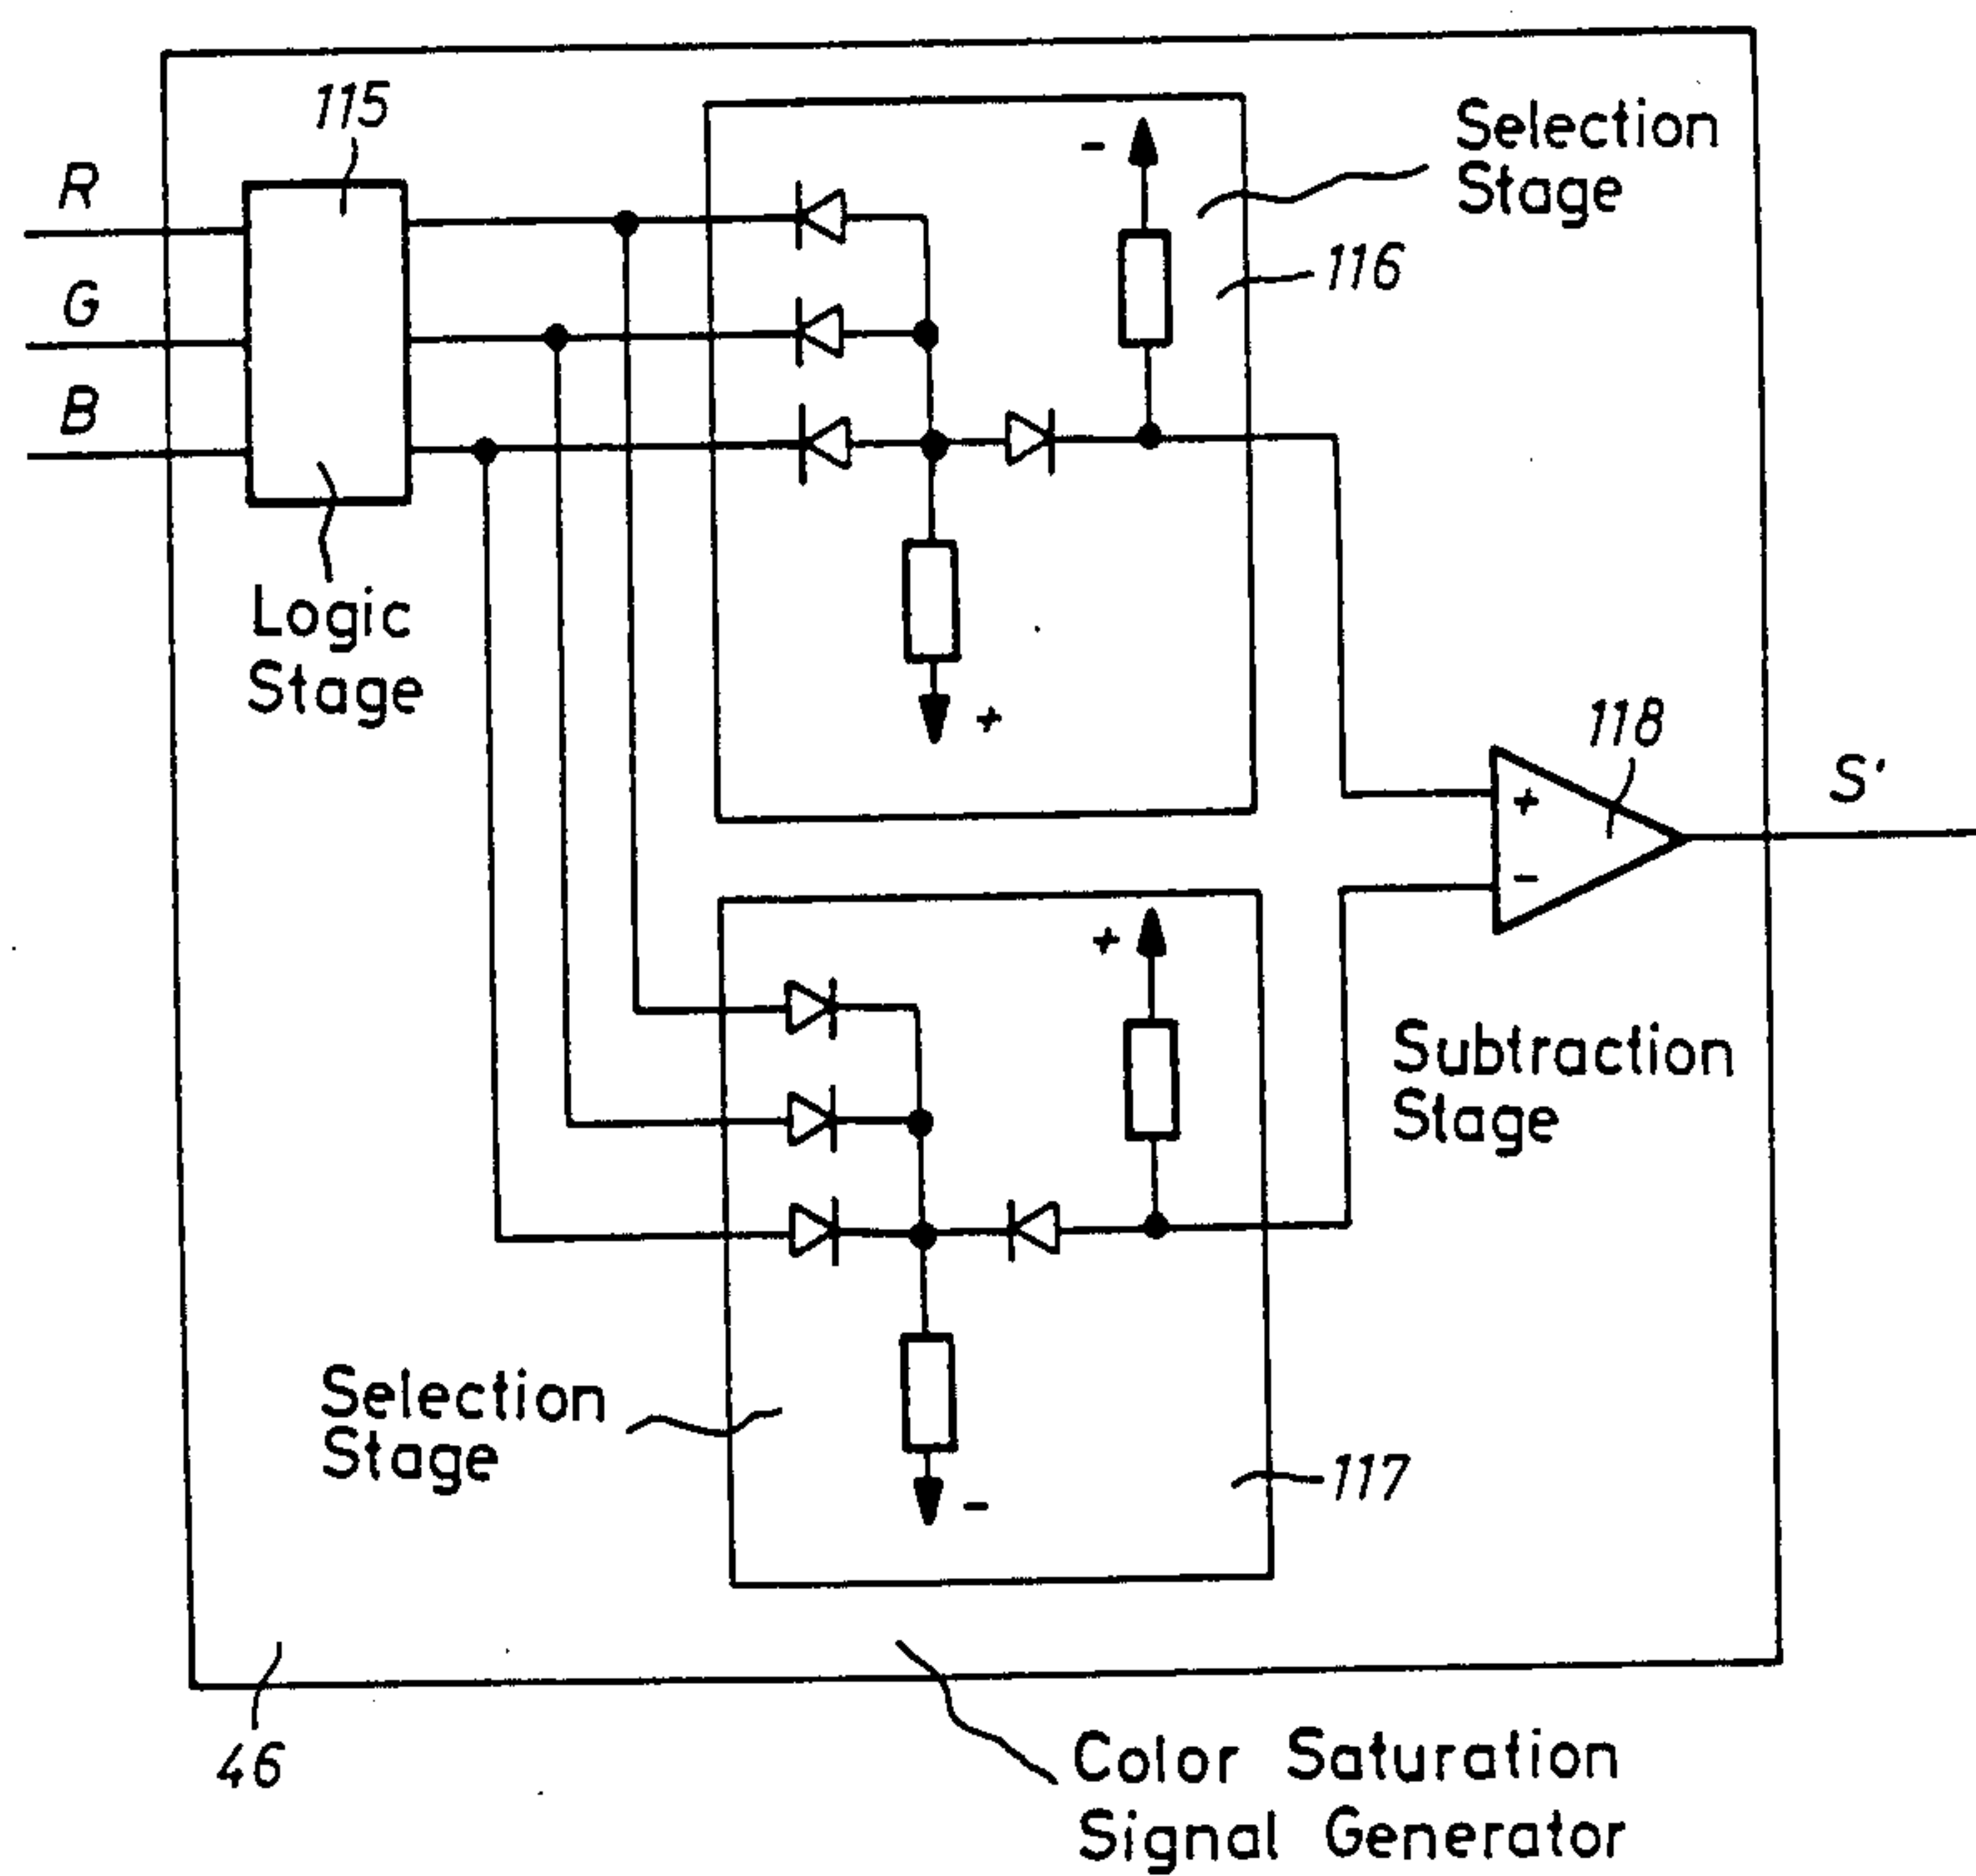 115
R
G
B
Logic
Stage
-
Selection
Stage
116
+
118
+
-
S'
+
Subtraction
Stage
Selection
Stage
-
117
46
Color Saturation
Signal Generator